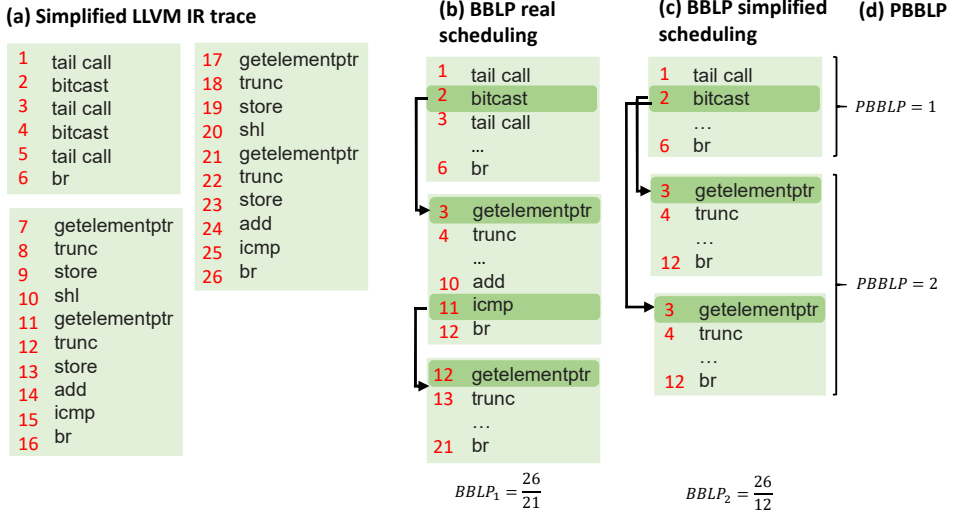 (a) Simplified LLVM IR trace
1 tail call
2 bitcast
3 tail call
4 bitcast
5 tail call
6 br
7 getelementptr
8 trunc
9 store
10 shl
11 getelementptr
12 trunc
13 store
14 add
15 icmp
16 br
17 getelementptr
18 trunc
19 store
20 shl
21 getelementptr
22 trunc
23 store
24 add
25 icmp
26 br
(b) BBLP real
scheduling
1 tail call
2 bitcast
3 tail call
...
6 br
3 getelementptr
4 trunc
...
10 add
11 icmp
12 br
12 getelementptr
13 trunc
...
21 br
BBLP₁ = 26/21
(c) BBLP simplified
scheduling
1 tail call
2 bitcast
...
6 br
3 getelementptr
4 trunc
...
12 br
3 getelementptr
4 trunc
...
12 br
BBLP₂ = 26/12
(d) PBBLP
PBBLP = 1
PBBLP = 2